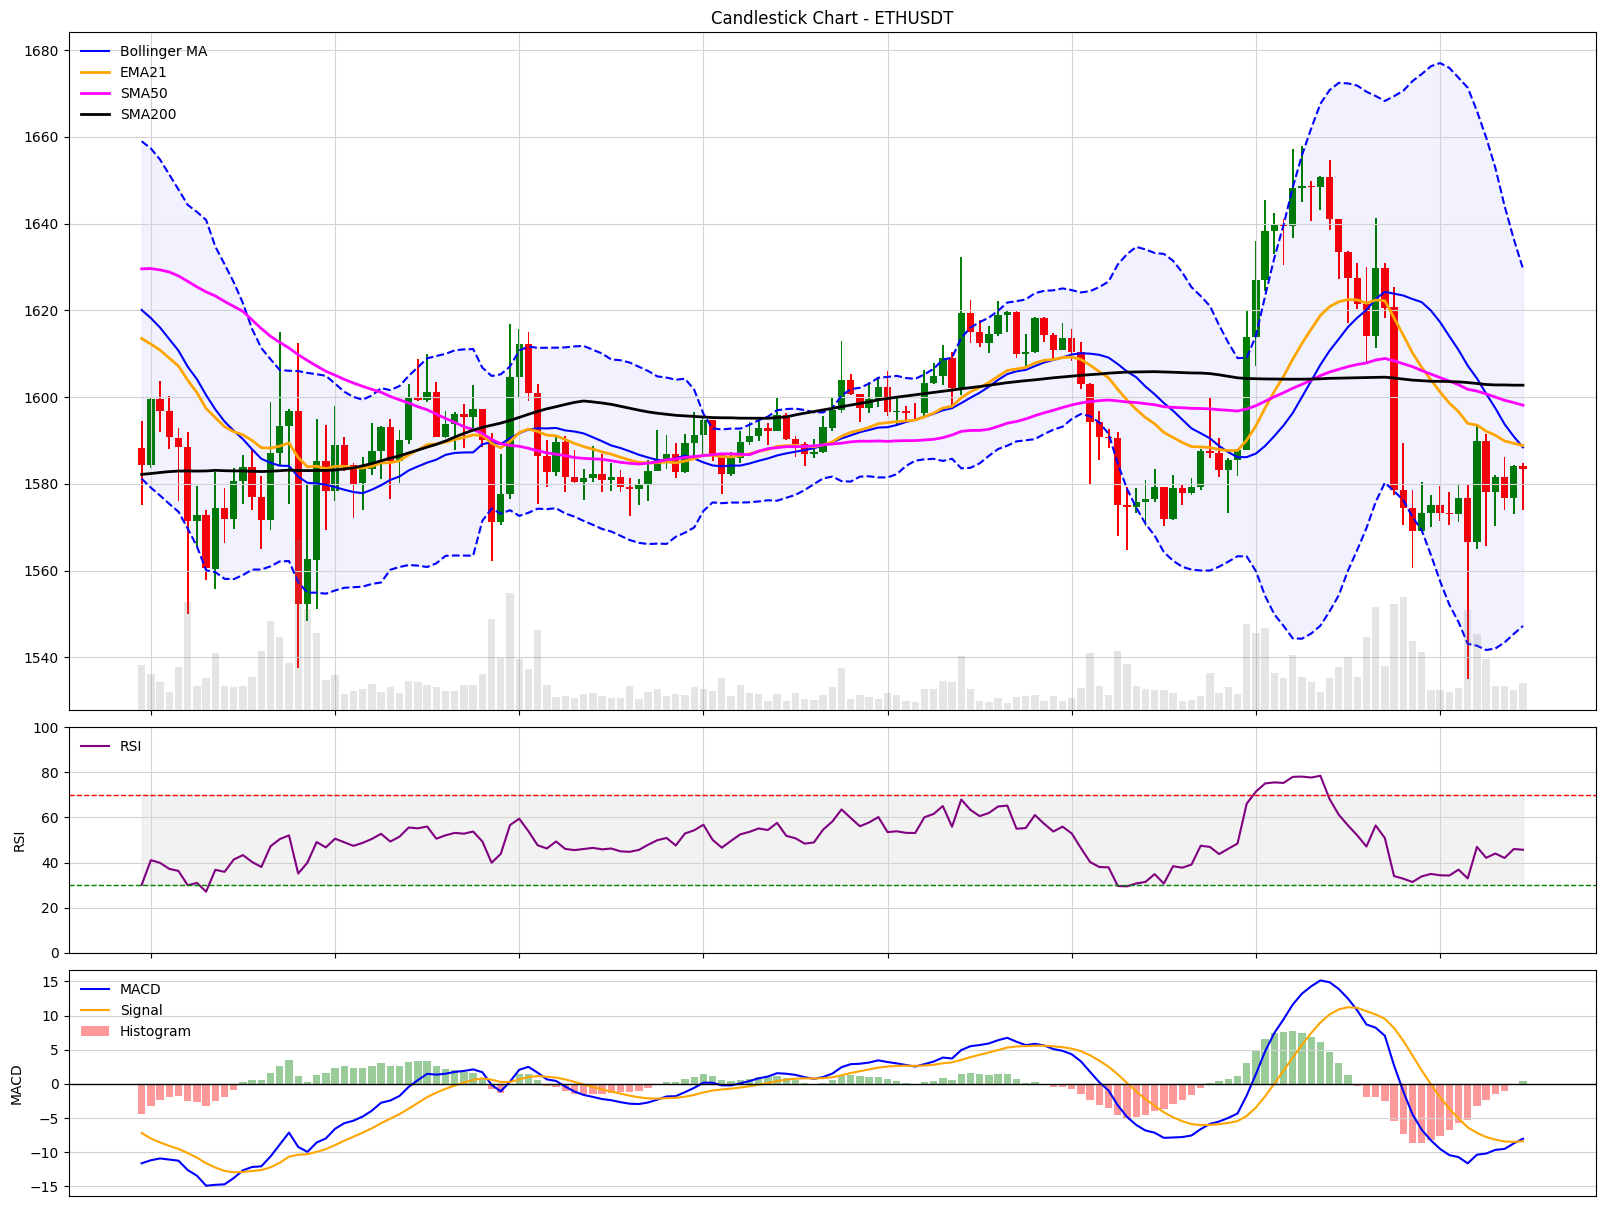 Candlestick Chart - ETHUSDT
Bollinger MA
EMA21
SMA50
SMA200
1680
1660
1640
1620
1600
1580
1560
1540
RSI
RSI
100
80
60
40
20
0
MACD
Signal
Histogram
MACD
15
10
5
0
−5
−10
−15